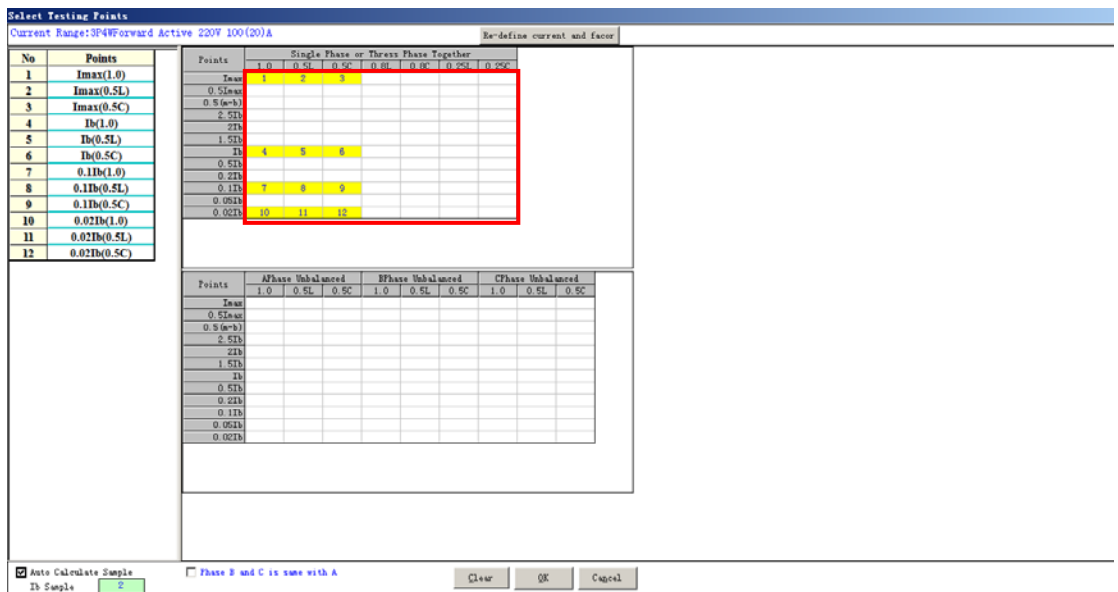 Select Testing Points
Current Range:3P4WForward Active 220V 100(20)A
Re-define current and facor
No Points
1 Imax(1.0)
2 Imax(0.5L)
3 Imax(0.5C)
4 Ib(1.0)
5 Ib(0.5L)
6 Ib(0.5C)
7 0.1Ib(1.0)
8 0.1Ib(0.5L)
9 0.1Ib(0.5C)
10 0.02Ib(1.0)
11 0.02Ib(0.5L)
12 0.02Ib(0.5C)
Points Single Phase or Thress Phase Together
1.0 0.5L 0.5C 0.8L 0.8C 0.25L 0.25C
Imax 1 2 3
0.5Imax
0.5(m-b)
2.5Ib
2Ib
1.5Ib
Ib 4 5 6
0.5Ib
0.2Ib
0.1Ib 7 8 9
0.05Ib
0.02Ib 10 11 12
Points APhase Unbalanced BPhase Unbalanced CPhase Unbalanced
1.0 0.5L 0.5C 1.0 0.5L 0.5C 1.0 0.5L 0.5C
Imax
0.5Imax
0.5(m-b)
2.5Ib
2Ib
1.5Ib
Ib
0.5Ib
0.2Ib
0.1Ib
0.05Ib
0.02Ib
Auto Calculate Sample
Ib Sample 2
Phase B and C is same with A
Clear OK Cancel